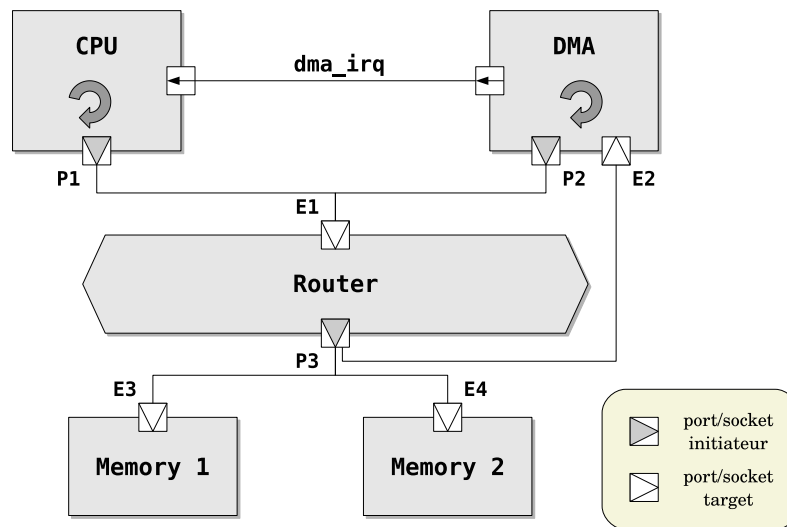 CPU
DMA
dma_irq
P1
P2
E2
E1
Router
P3
E3
E4
Memory 1
Memory 2
port/socket
initiateur
port/socket
target